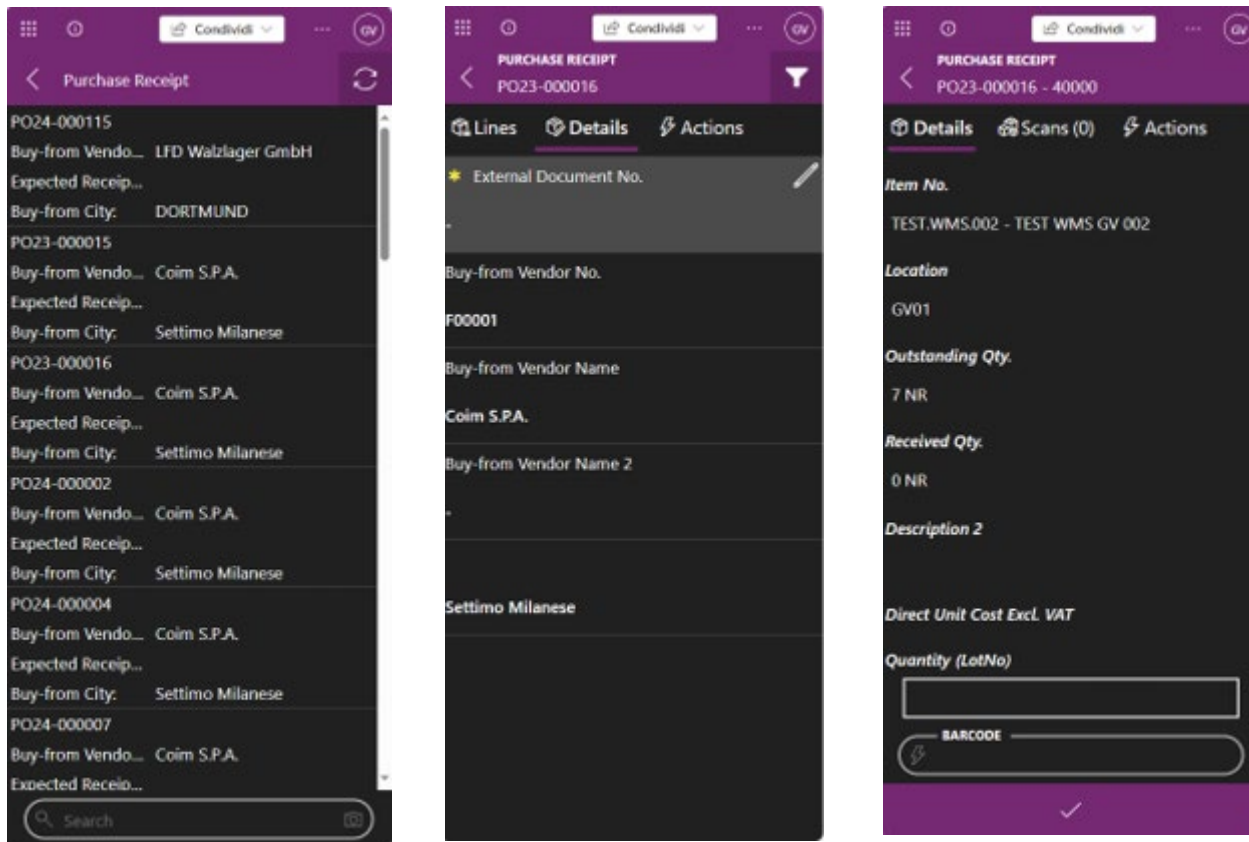 Condividi
GV
Purchase Receipt
PO24-000115
Buy-from Vendo... LFD Walzlager GmbH
Expected Receip...
Buy-from City: DORTMUND
PO23-000015
Buy-from Vendo... Coim S.P.A.
Expected Receip...
Buy-from City: Settimo Milanese
PO23-000016
Buy-from Vendo... Coim S.P.A.
Expected Receip...
Buy-from City: Settimo Milanese
PO24-000002
Buy-from Vendo... Coim S.P.A.
Expected Receip...
Buy-from City: Settimo Milanese
PO24-000004
Buy-from Vendo... Coim S.P.A.
Expected Receip...
Buy-from City: Settimo Milanese
PO24-000007
Buy-from Vendo... Coim S.P.A.
Expected Receip...
Search
Condividi
GV
PURCHASE RECEIPT
PO23-000016
Lines Details Actions
* External Document No.
-
Buy-from Vendor No.
F00001
Buy-from Vendor Name
Coim S.P.A.
Buy-from Vendor Name 2
-
Settimo Milanese
Condividi
GV
PURCHASE RECEIPT
PO23-000016 - 40000
Details Scans (0) Actions
Item No.
TEST.WMS.002 - TEST WMS GV 002
Location
GV01
Outstanding Qty.
7 NR
Received Qty.
0 NR
Description 2
Direct Unit Cost Excl. VAT
Quantity (LotNo)
BARCODE